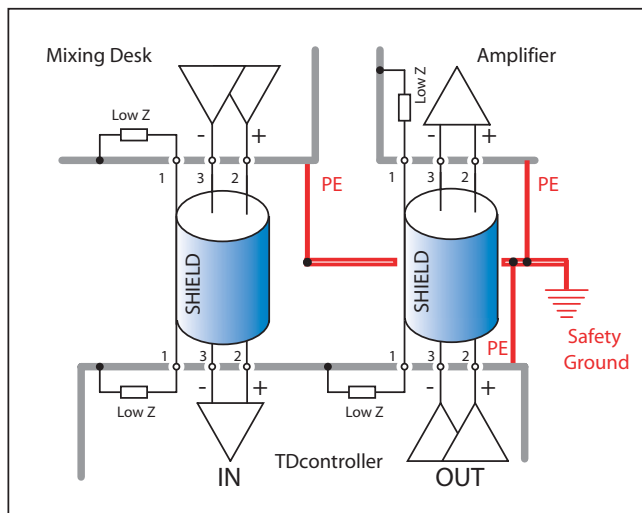 Mixing Desk
Amplifier
Low Z
Low Z
- +
- +
1 3 2
1 3 2
PE
PE
SHIELD
SHIELD
Safety
Ground
PE
1 3 2
1 3 2
- +
- +
Low Z
Low Z
TDcontroller
IN
OUT